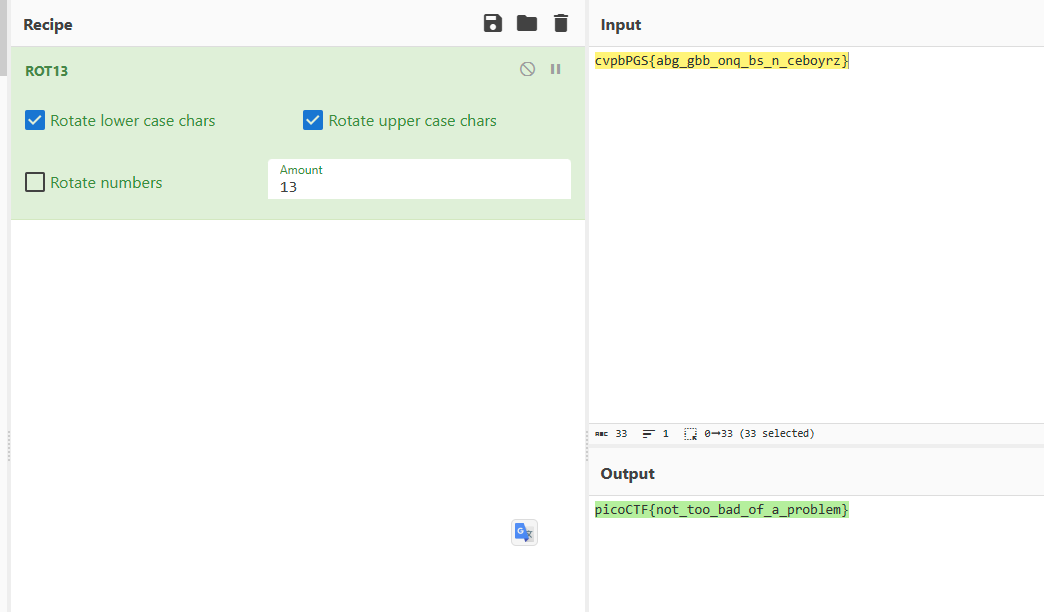 Recipe
ROT13
Rotate lower case chars
Rotate upper case chars
Rotate numbers
Amount
13
Input
cvpbPGS{abg_gbb_onq_bs_n_ceboyrz}
ABC 33 1 0→33 (33 selected)
Output
picoCTF{not_too_bad_of_a_problem}
G